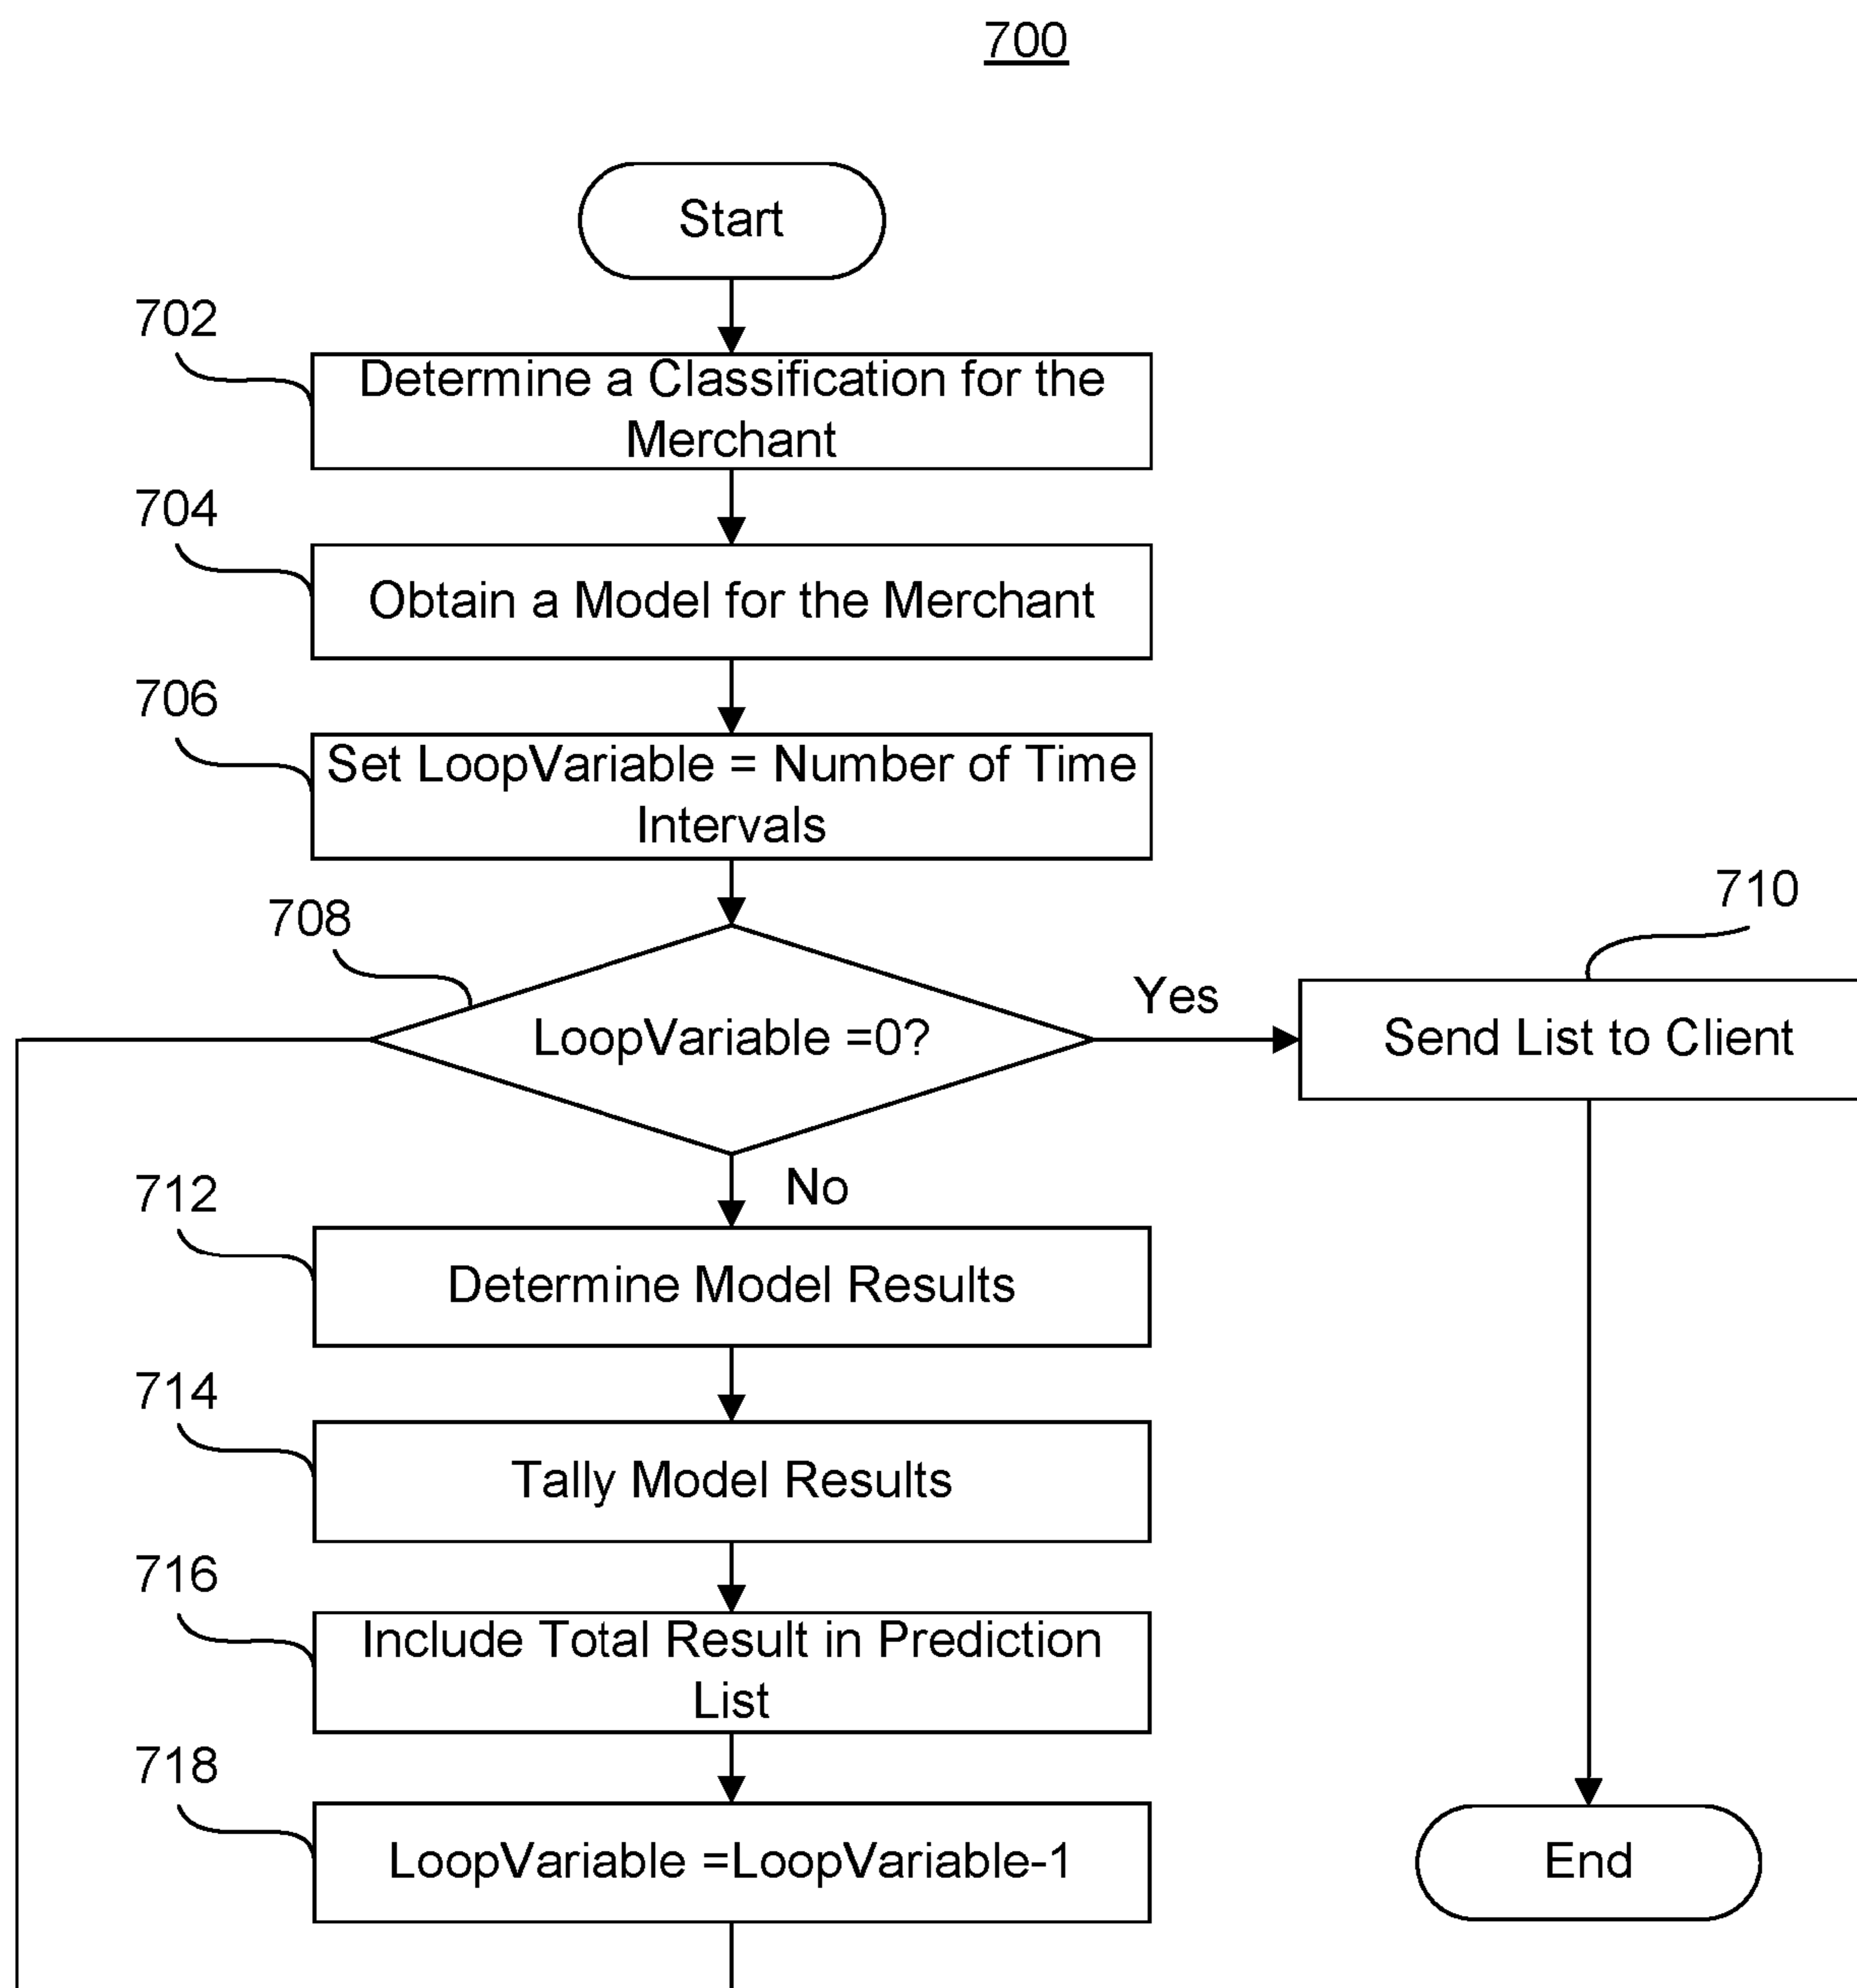 700
Start
702
Determine a Classification for the
Merchant
704
Obtain a Model for the Merchant
706
Set LoopVariable = Number of Time
Intervals
708
LoopVariable =0?
Yes
710
Send List to Client
No
712
Determine Model Results
714
Tally Model Results
716
Include Total Result in Prediction
List
718
LoopVariable =LoopVariable-1
End